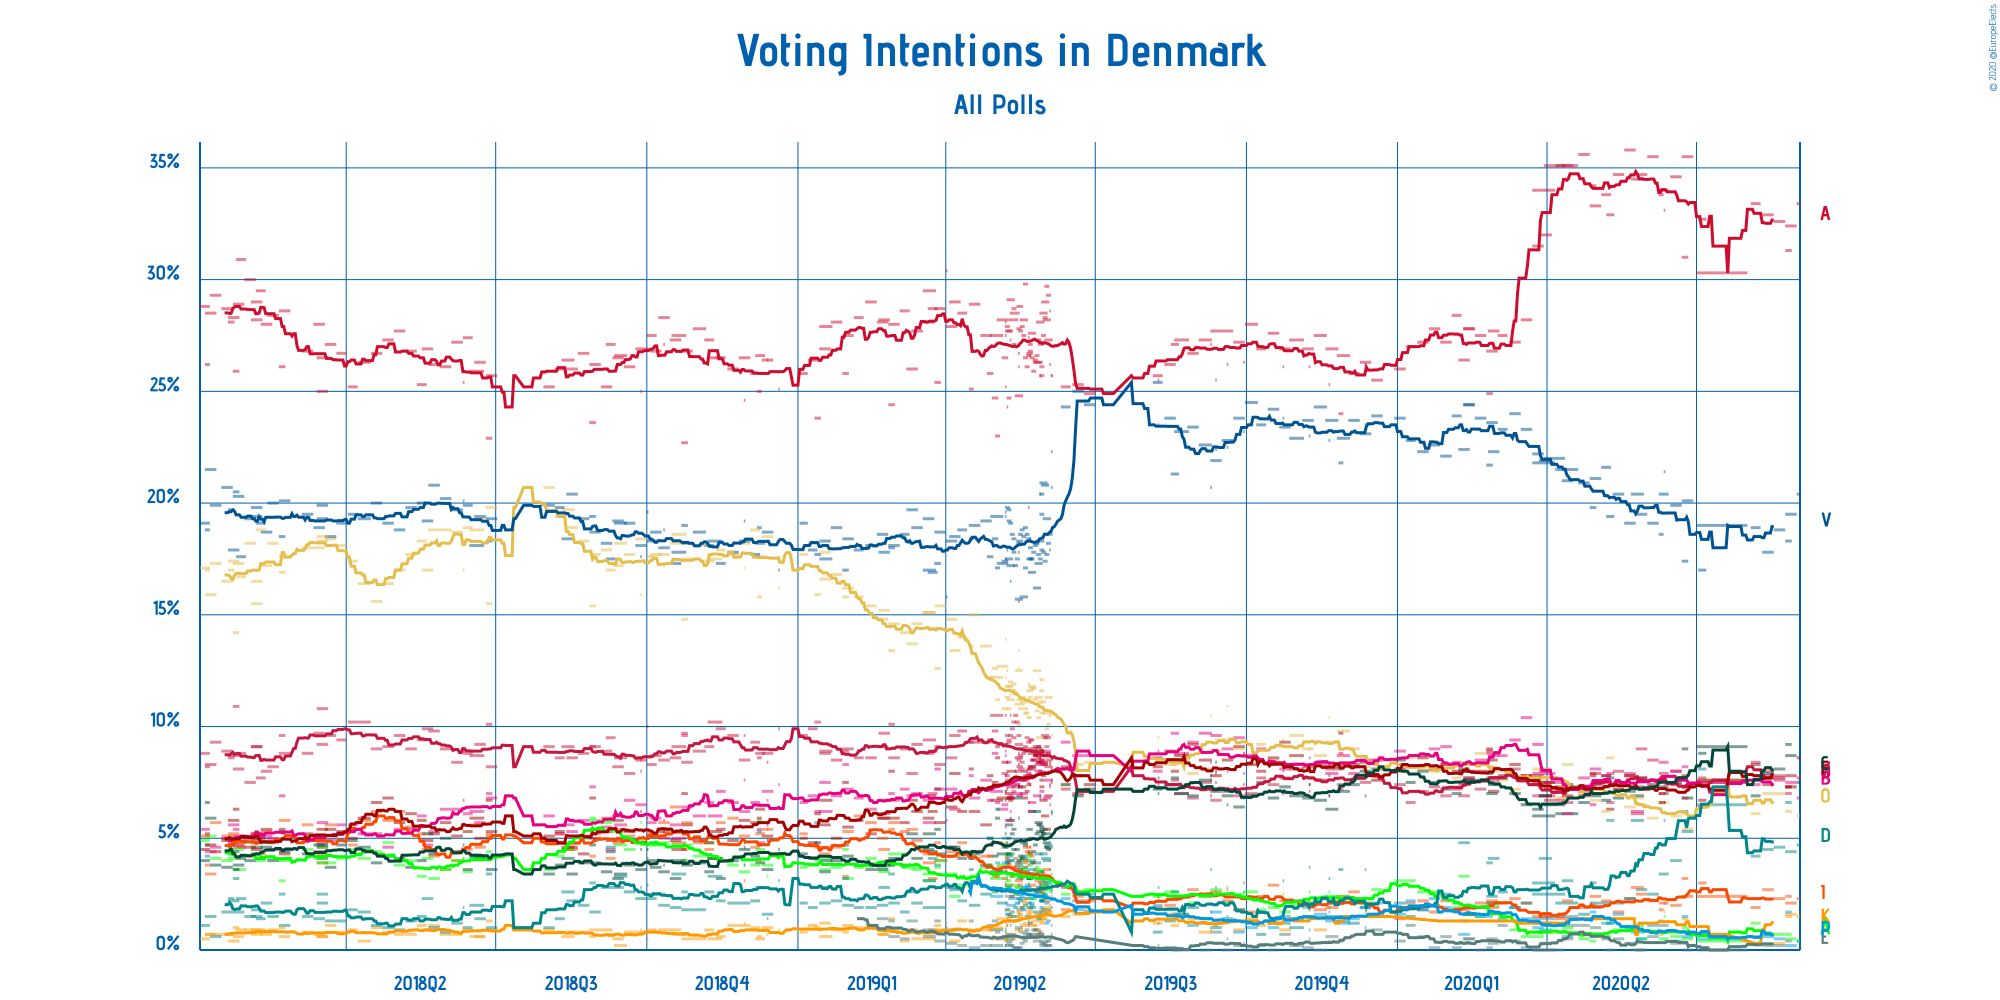 © 2020 @EuropeElects
Voting Intentions in Denmark
All Polls
35%
30%
25%
20%
15%
10%
5%
0%
A
V
B
O
D
I
K
E
2018Q2
2018Q3
2018Q4
2019Q1
2019Q2
2019Q3
2019Q4
2020Q1
2020Q2